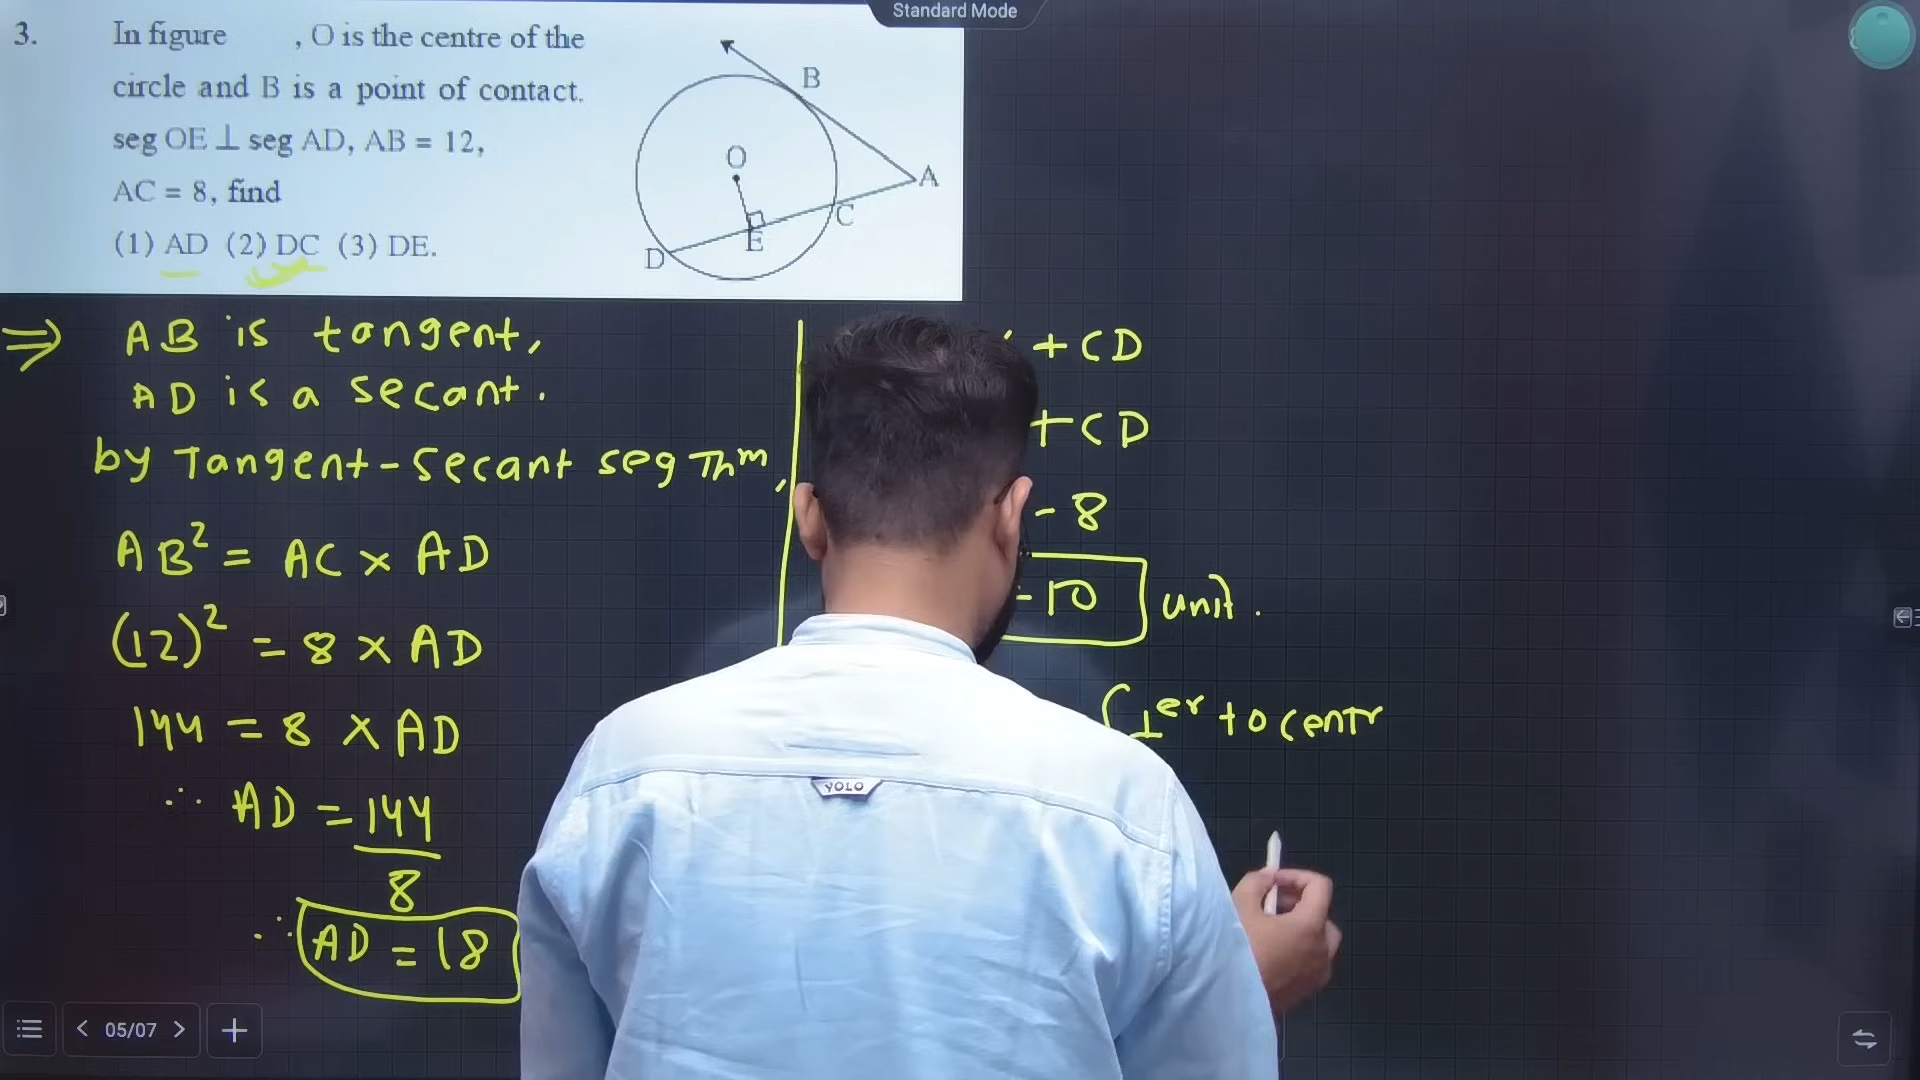 Standard Mode
3. In figure , O is the centre of the
circle and B is a point of contact.
seg OE ⊥ seg AD, AB = 12,
AC = 8, find
(1) AD (2) DC (3) DE.
B
O
A
C
E
D
⇒ AB is tangent,
AD is a secant.
by Tangent-secant seg Thm,
AB² = AC × AD
(12)² = 8 × AD
144 = 8 × AD
∴ AD = 144
8
∴ AD = 18
+ CD
+ CD
- 8
10 unit.
(⊥er to centr
YOLO
05/07